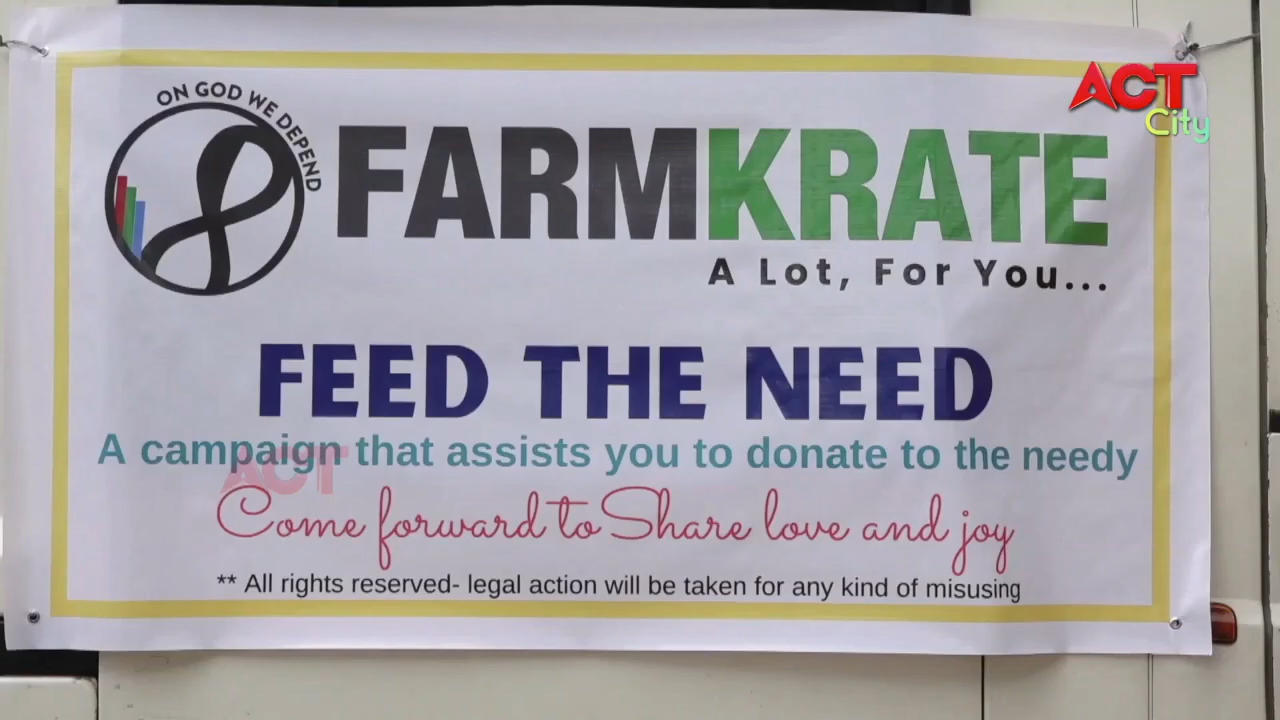 ACT
City
ON GOD WE DEPEND
FARMKRATE
A Lot, For You...
FEED THE NEED
A campaign that assists you to donate to the needy
ACT
Come forward to Share love and joy
** All rights reserved- legal action will be taken for any kind of misusing